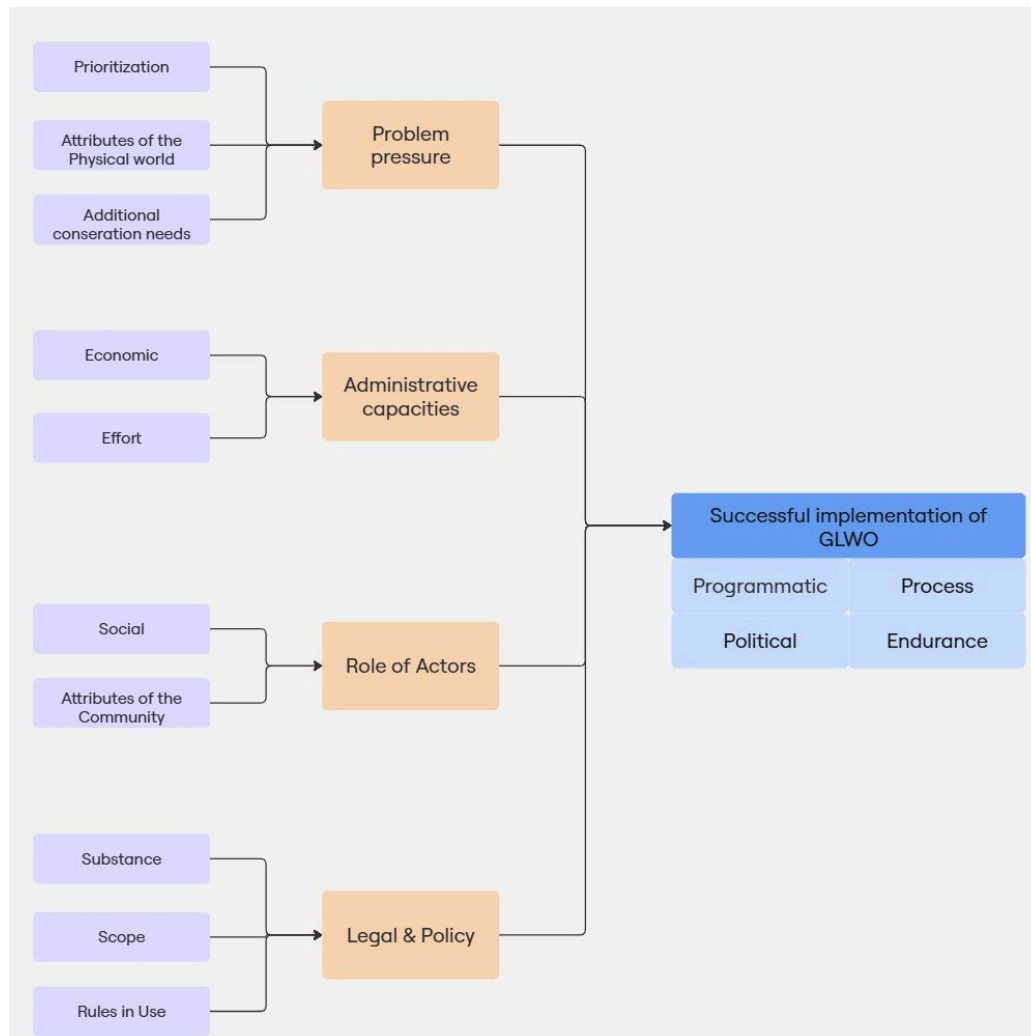 Prioritization
Attributes of the
Physical world
Additional
conseration needs
Problem
pressure
Economic
Effort
Administrative
capacities
Social
Attributes of the
Community
Role of Actors
Substance
Scope
Rules in Use
Legal & Policy
Successful implementation of
GLWO
Programmatic
Process
Political
Endurance